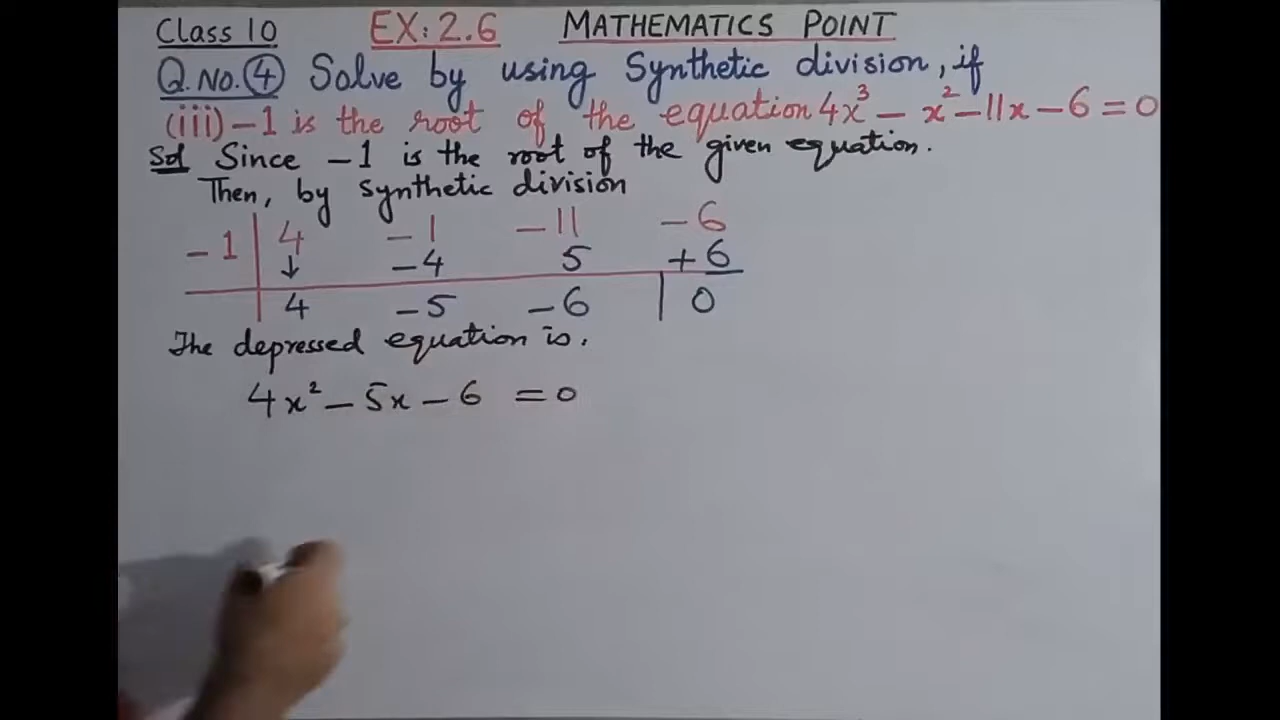 Class 10 EX: 2.6 MATHEMATICS POINT
Q.No.④ Solve by using Synthetic division, if
(iii) -1 is the root of the equation 4x³ - x² - 11x - 6 = 0
Sol Since -1 is the root of the given equation.
Then, by Synthetic division
-1 | 4 -1 -11 -6
↓ -4 5 +6
4 -5 -6 | 0
The depressed equation is.
4x² - 5x - 6 = 0